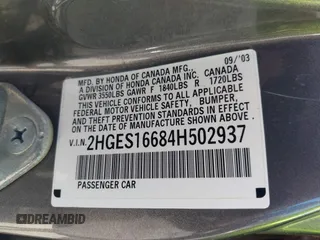 09/'03
MFD. BY HONDA OF CANADA MFG.,
A DIVISION OF HONDA CANADA INC. CANADA
GVWR 3550LBS GAWR F 1840LBS R 1720LBS
THIS VEHICLE CONFORMS TO ALL APPLICABLE
FEDERAL MOTOR VEHICLE SAFETY, BUMPER,
AND THEFT PREVENTION STANDARDS IN EFFECT
ON THE DATE OF MANUFACTURE SHOWN ABOVE.
V.I.N. 2HGES16684H502937
PASSENGER CAR
DREAMBID